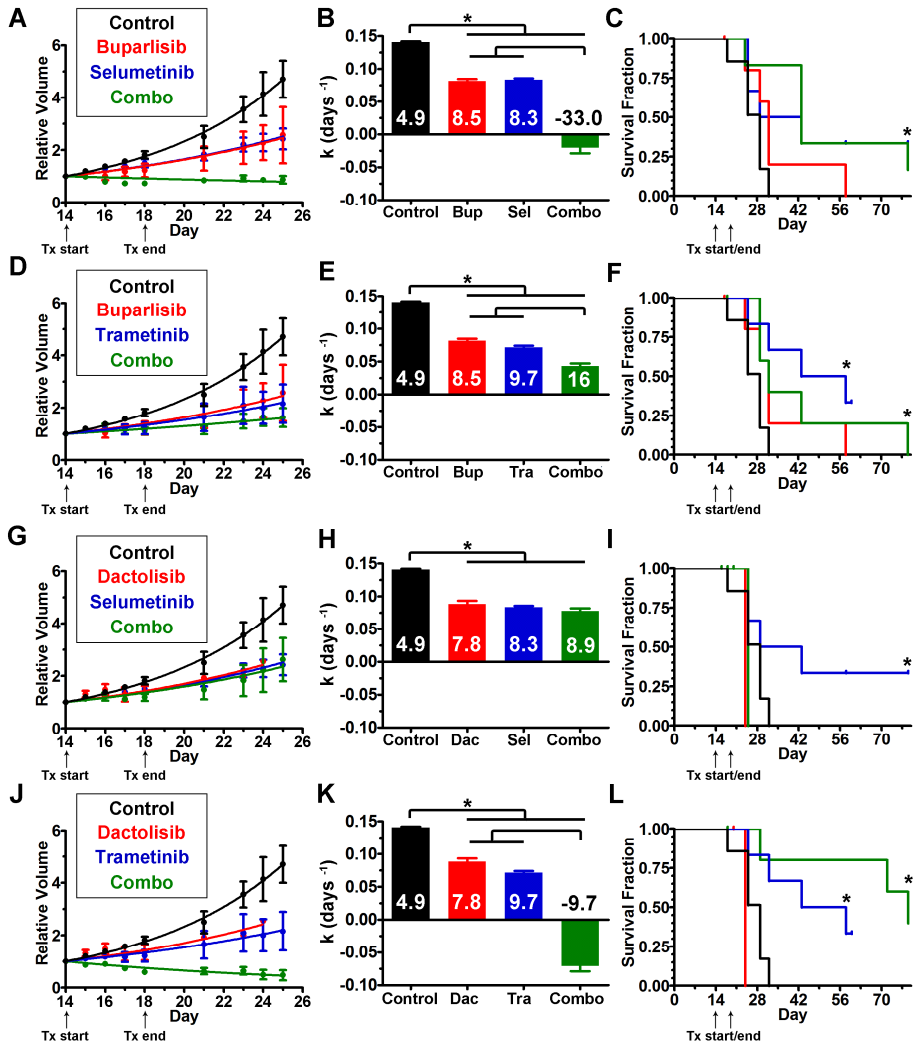 A
Control
Buparlisib
Selumetinib
Combo
Relative Volume
6
4
2
0
14 16 18 20 22 24 26
Day
Tx start
Tx end
B
*
k (days -1)
0.15
0.10
0.05
0.00
-0.05
-0.10
4.9 8.5 8.3 -33.0
Control Bup Sel Combo
C
Survival Fraction
1.00
0.75
0.50
0.25
0.00
*
0 14 28 42 56 70
Day
Tx start/end
D
Control
Buparlisib
Trametinib
Combo
Relative Volume
6
4
2
0
14 16 18 20 22 24 26
Day
Tx start
Tx end
E
*
k (days -1)
0.15
0.10
0.05
0.00
-0.05
-0.10
4.9 8.5 9.7 16
Control Bup Tra Combo
F
Survival Fraction
1.00
0.75
0.50
0.25
0.00
*
*
0 14 28 42 56 70
Day
Tx start/end
G
Control
Dactolisib
Selumetinib
Combo
Relative Volume
6
4
2
0
14 16 18 20 22 24 26
Day
Tx start
Tx end
H
*
k (days -1)
0.15
0.10
0.05
0.00
-0.05
-0.10
4.9 7.8 8.3 8.9
Control Dac Sel Combo
I
Survival Fraction
1.00
0.75
0.50
0.25
0.00
*
0 14 28 42 56 70
Day
Tx start/end
J
Control
Dactolisib
Trametinib
Combo
Relative Volume
6
4
2
0
14 16 18 20 22 24 26
Day
Tx start
Tx end
K
*
k (days -1)
0.15
0.10
0.05
0.00
-0.05
-0.10
4.9 7.8 9.7 -9.7
Control Dac Tra Combo
L
Survival Fraction
1.00
0.75
0.50
0.25
0.00
*
*
0 14 28 42 56 70
Day
Tx start/end